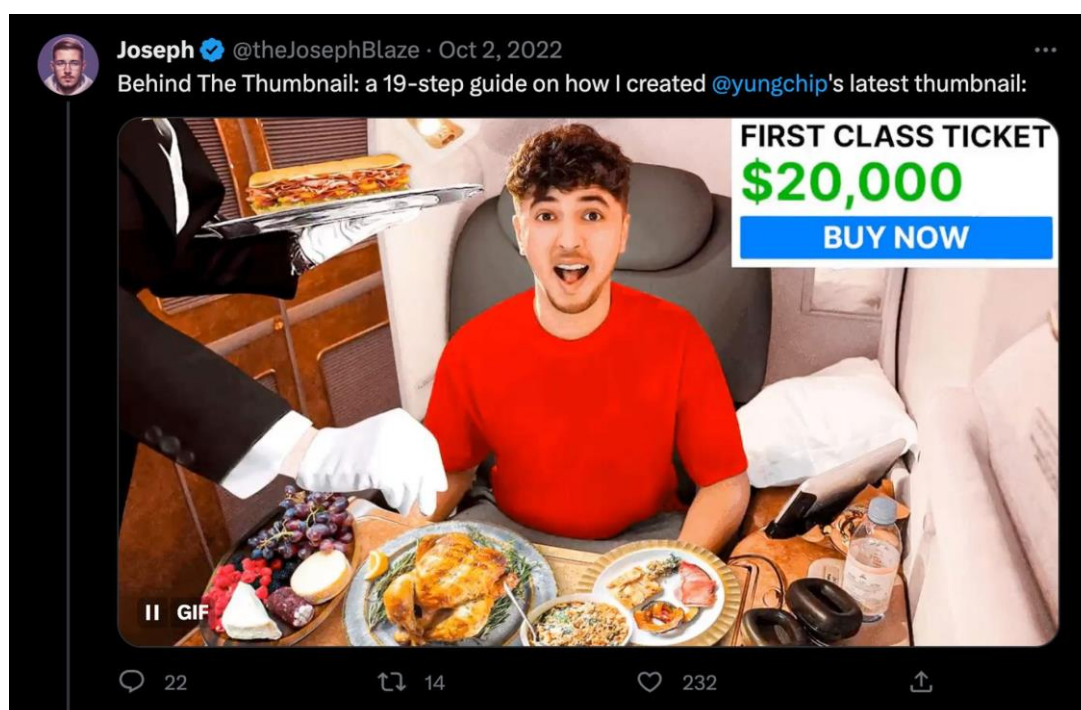 Joseph @theJosephBlaze · Oct 2, 2022
Behind The Thumbnail: a 19-step guide on how I created @yungchip's latest thumbnail:
FIRST CLASS TICKET
$20,000
BUY NOW
GIF
22 14 232